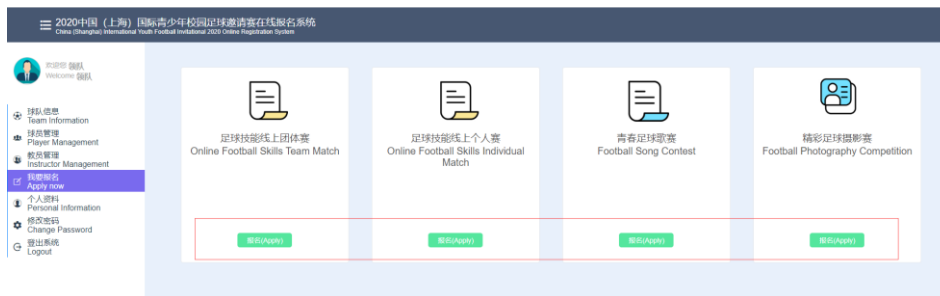 2020中国（上海）国际青少年校园足球邀请赛在线报名系统
China (Shanghai) International Youth Football Invitational 2020 Online Registration System
欢迎您 领队
Welcome 领队
球队信息
Team Information
球员管理
Player Management
教员管理
Instructor Management
我要报名
Apply now
个人资料
Personal Information
修改密码
Change Password
登出系统
Logout
足球技能线上团体赛
Online Football Skills Team Match
报名(Apply)
足球技能线上个人赛
Online Football Skills Individual
Match
报名(Apply)
青春足球歌赛
Football Song Contest
报名(Apply)
精彩足球摄影赛
Football Photography Competition
报名(Apply)